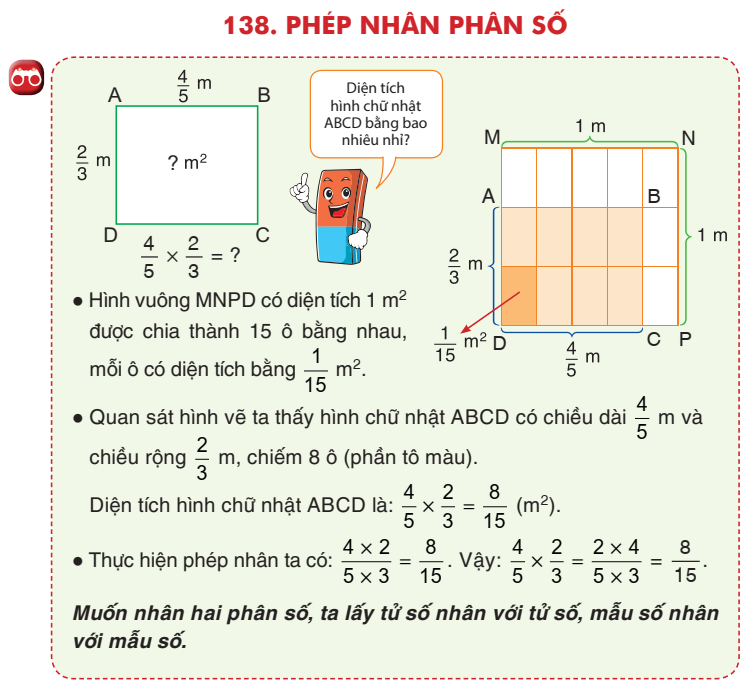 138. PHÉP NHÂN PHÂN SỐ
4/5 m
A B
2/3 m
? m²
D C
4/5 × 2/3 = ?
Diện tích
hình chữ nhật
ABCD bằng bao
nhiêu nhỉ?
1 m
M N
A B
1 m
2/3 m
1/15 m² D C P
4/5 m
• Hình vuông MNPD có diện tích 1 m²
được chia thành 15 ô bằng nhau,
mỗi ô có diện tích bằng 1/15 m².
• Quan sát hình vẽ ta thấy hình chữ nhật ABCD có chiều dài 4/5 m và
chiều rộng 2/3 m, chiếm 8 ô (phần tô màu).
Diện tích hình chữ nhật ABCD là: 4/5 × 2/3 = 8/15 (m²).
• Thực hiện phép nhân ta có: (4 × 2)/(5 × 3) = 8/15. Vậy: 4/5 × 2/3 = (2 × 4)/(5 × 3) = 8/15.
Muốn nhân hai phân số, ta lấy tử số nhân với tử số, mẫu số nhân
với mẫu số.